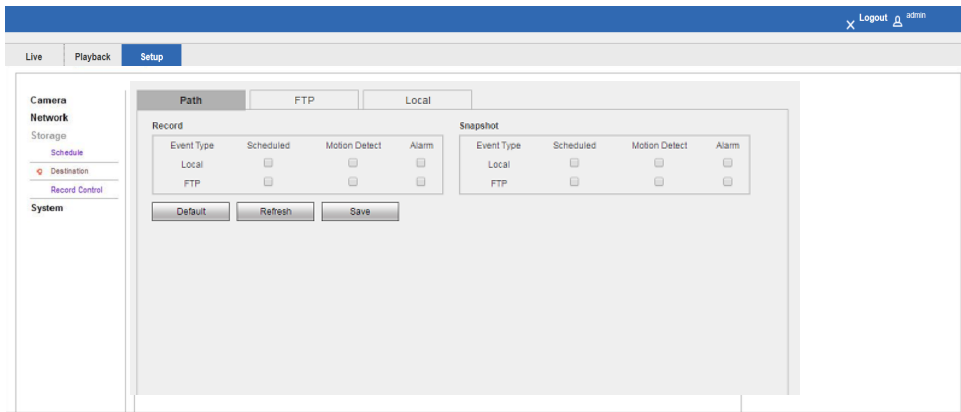 Logout admin
Live Playback Setup
Camera
Network
Storage
Schedule
Destination
Record Control
System
Path FTP Local
Record
Event Type Scheduled Motion Detect Alarm
Local
FTP
Snapshot
Event Type Scheduled Motion Detect Alarm
Local
FTP
Default Refresh Save